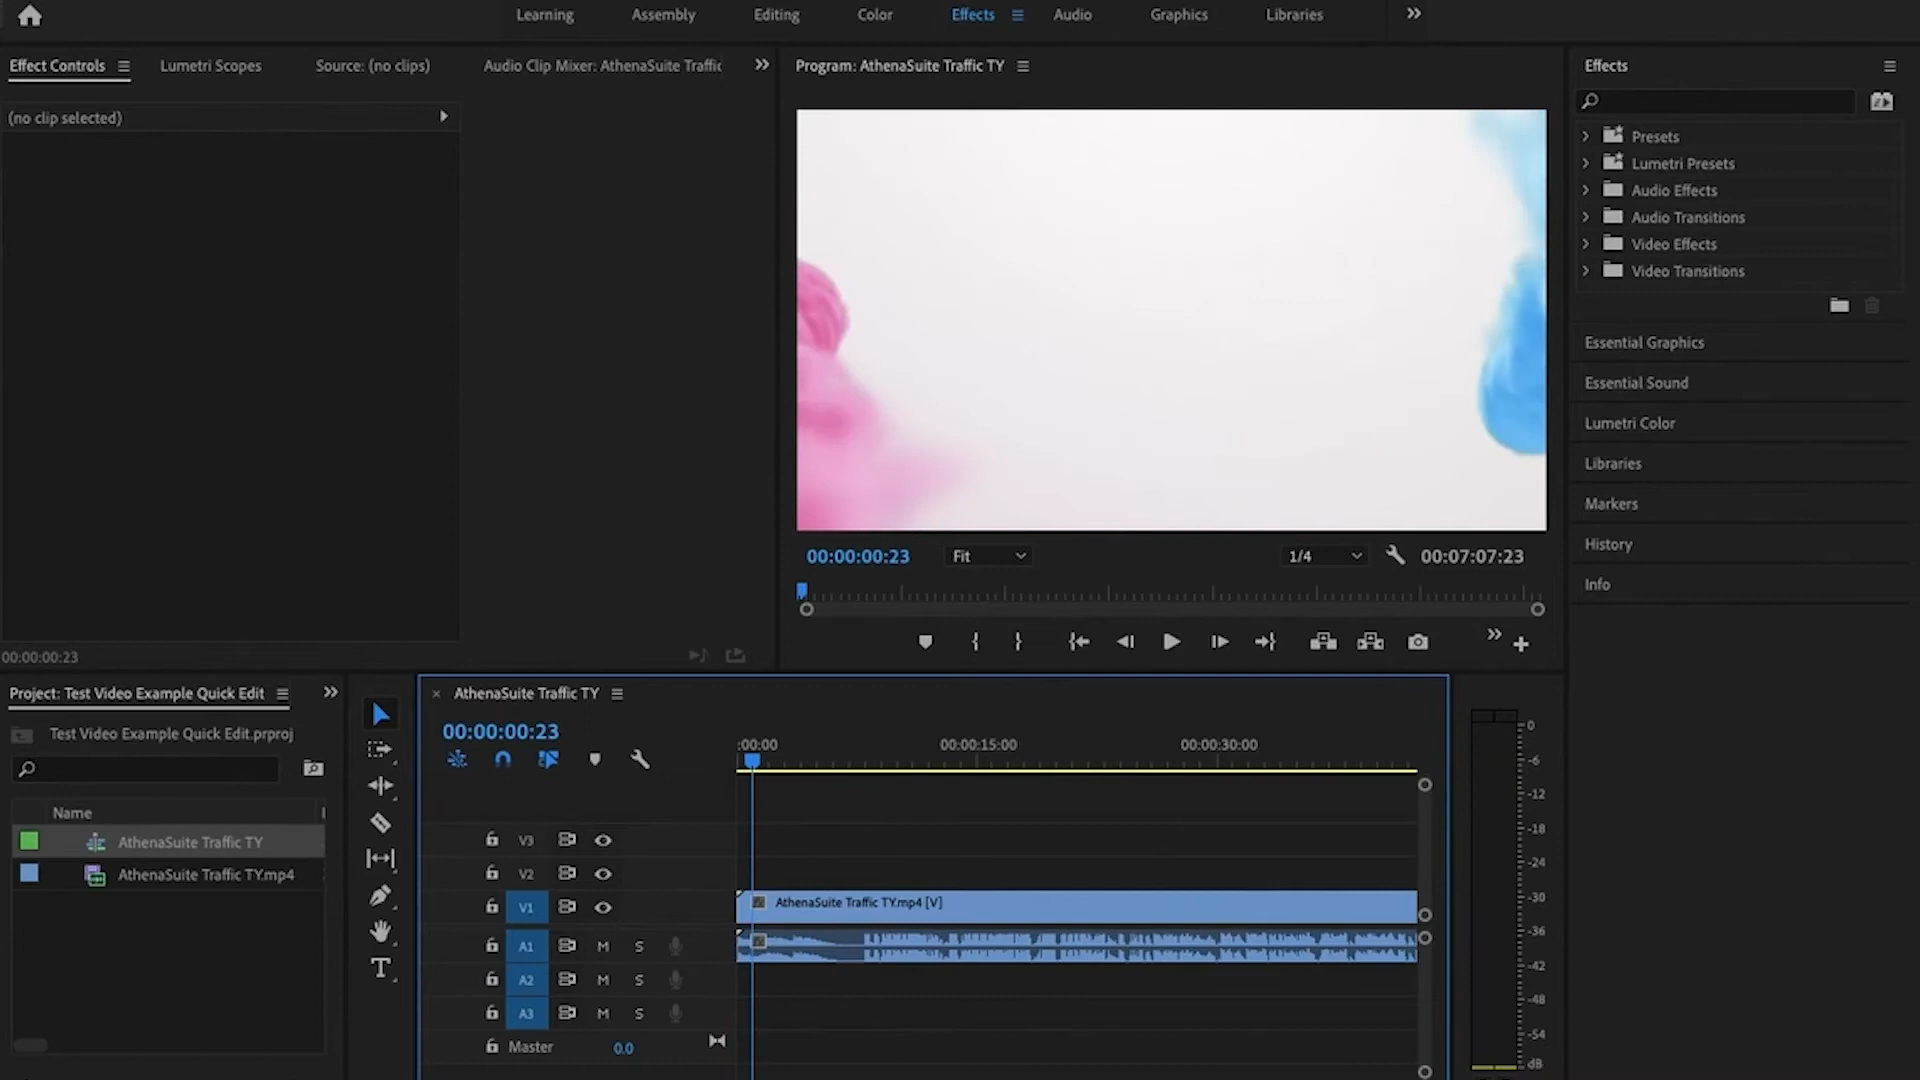 Learning
Assembly
Editing
Color
Effects
Audio
Graphics
Libraries
Effect Controls
Lumetri Scopes
Source: (no clips)
Audio Clip Mixer: AthenaSuite Traffic
Program: AthenaSuite Traffic TY
Effects
(no clip selected)
Presets
Lumetri Presets
Audio Effects
Audio Transitions
Video Effects
Video Transitions
Essential Graphics
Essential Sound
Lumetri Color
Libraries
Markers
History
Info
00:00:00:23
Fit
1/4
00:07:07:23
00:00:00:23
Project: Test Video Example Quick Edit
Test Video Example Quick Edit.prproj
Name
AthenaSuite Traffic TY
AthenaSuite Traffic TY.mp4
T
AthenaSuite Traffic TY
00:00:00:23
:00:00
00:00:15:00
00:00:30:00
V3
V2
V1
AthenaSuite Traffic TY.mp4 [V]
A1 M S
A2 M S
A3 M S
Master 0.0
0
-6
-12
-18
-24
-30
-36
-42
-48
-54
dB